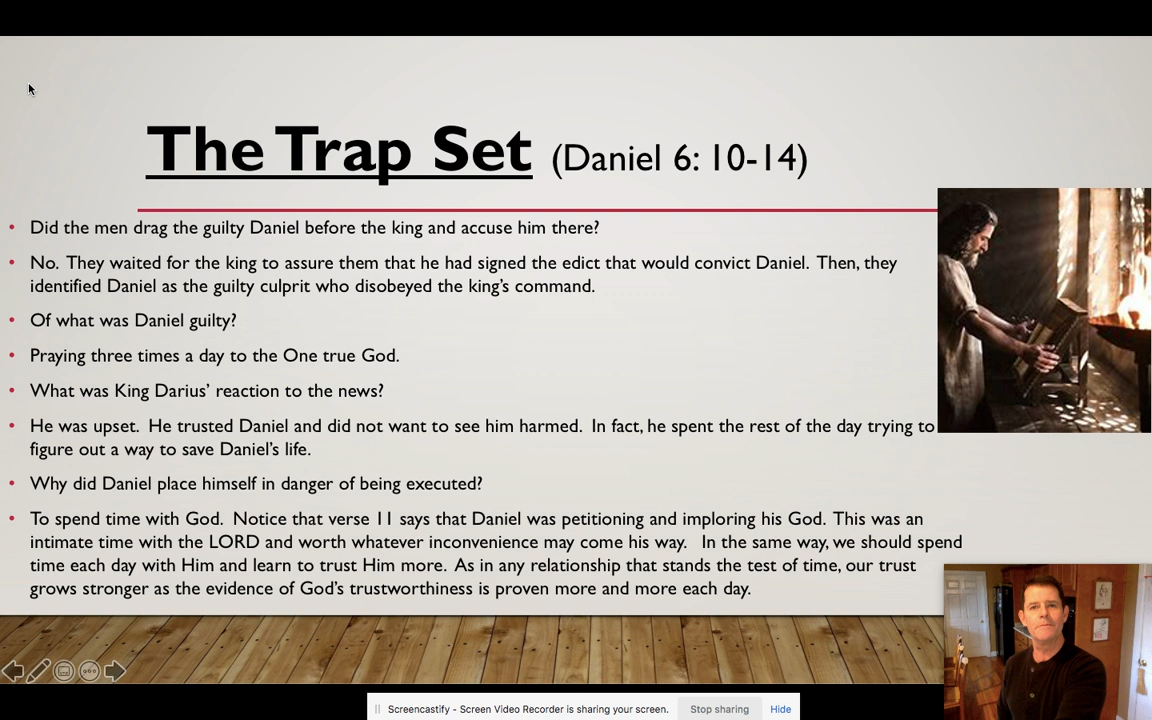 The Trap Set (Daniel 6: 10-14)
• Did the men drag the guilty Daniel before the king and accuse him there?
• No. They waited for the king to assure them that he had signed the edict that would convict Daniel. Then, they
identified Daniel as the guilty culprit who disobeyed the king's command.
• Of what was Daniel guilty?
• Praying three times a day to the One true God.
• What was King Darius' reaction to the news?
• He was upset. He trusted Daniel and did not want to see him harmed. In fact, he spent the rest of the day trying to
figure out a way to save Daniel's life.
• Why did Daniel place himself in danger of being executed?
• To spend time with God. Notice that verse 11 says that Daniel was petitioning and imploring his God. This was an
intimate time with the LORD and worth whatever inconvenience may come his way. In the same way, we should spend
time each day with Him and learn to trust Him more. As in any relationship that stands the test of time, our trust
grows stronger as the evidence of God's trustworthiness is proven more and more each day.
Screencastify - Screen Video Recorder is sharing your screen. Stop sharing Hide